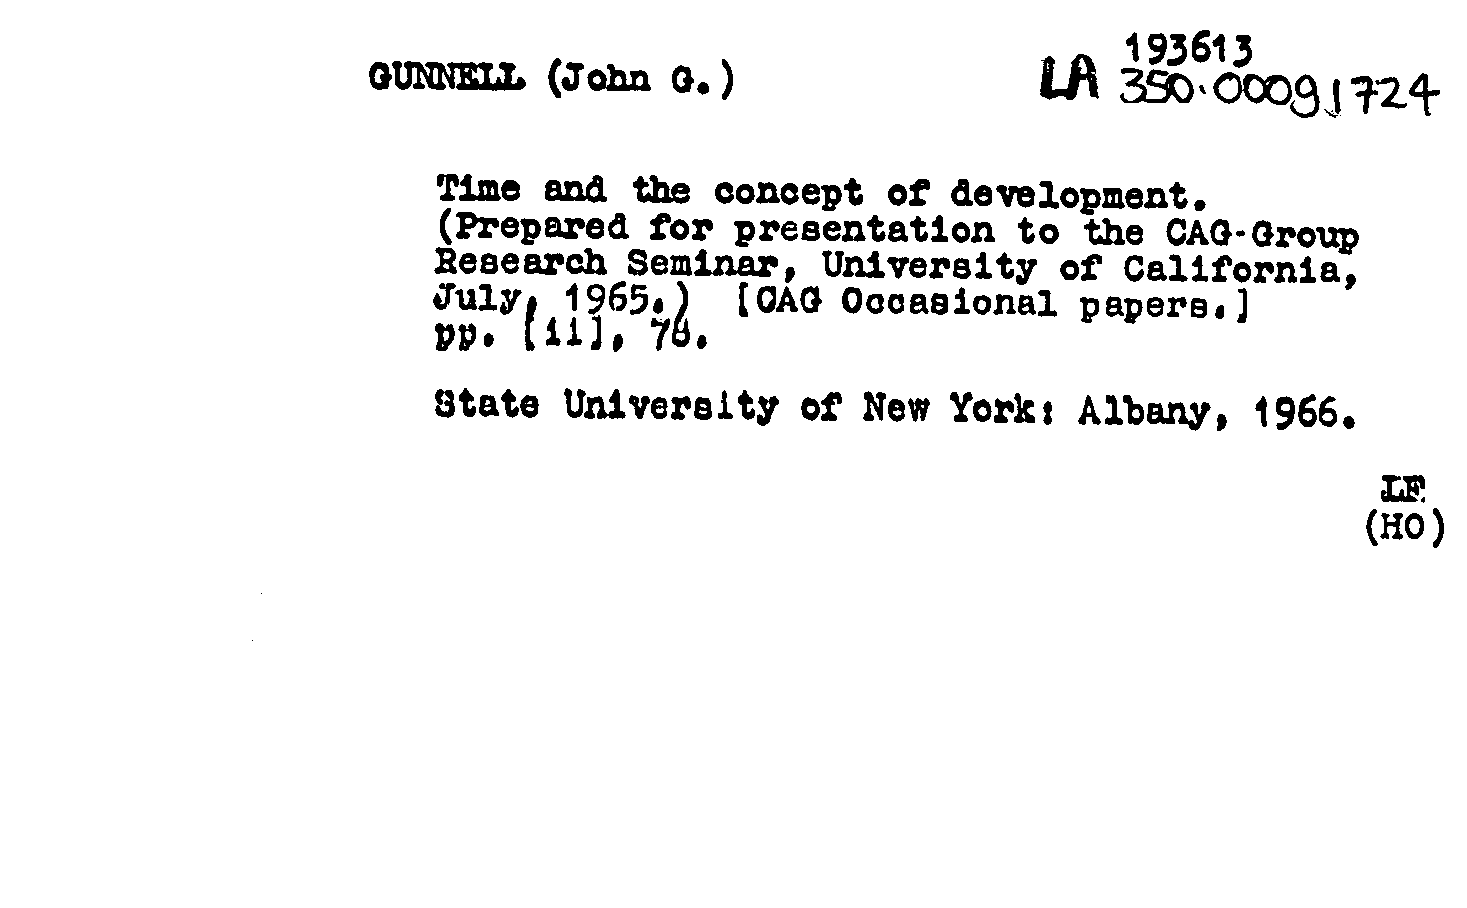 193613
GUNNELL (John G.)
LA 350.00091724
Time and the concept of development.
(Prepared for presentation to the CAG-Group
Research Seminar, University of California,
July, 1965.) [CAG Occasional papers.]
pp. [ii], 78.
State University of New York: Albany, 1966.
LE
(HO)